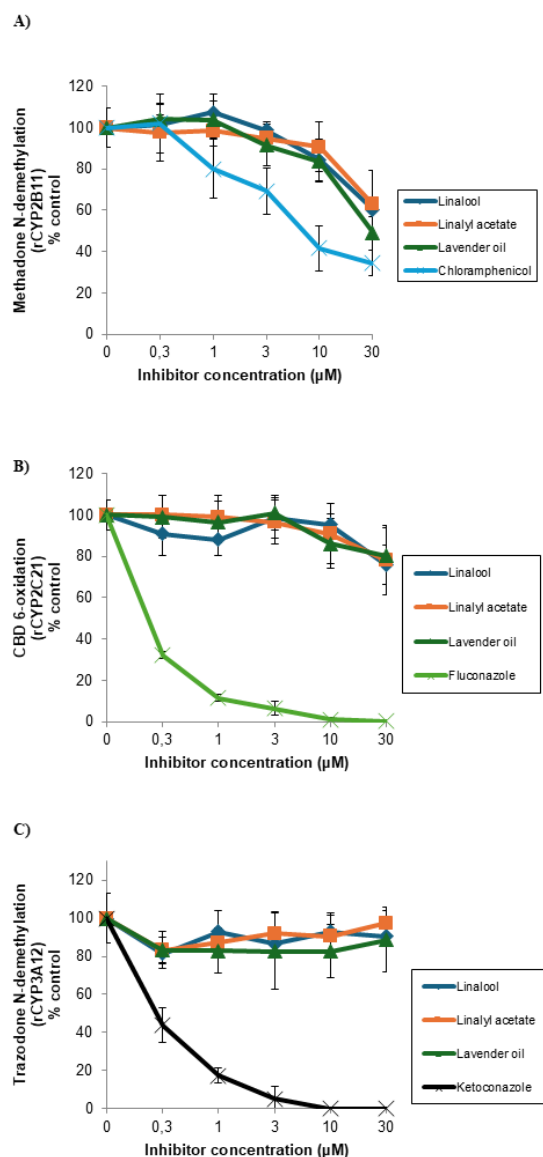 A)
Methadone N-demethylation
(rCYP2B11)
% control
120
100
80
60
40
20
0
0 0,3 1 3 10 30
Inhibitor concentration (µM)
Linalool
Linalyl acetate
Lavender oil
Chloramphenicol
B)
CBD 6-oxidation
(rCYP2C21)
% control
120
100
80
60
40
20
0
0 0,3 1 3 10 30
Inhibitor concentration (µM)
Linalool
Linalyl acetate
Lavender oil
Fluconazole
C)
Trazodone N-demethylation
(rCYP3A12)
% control
120
100
80
60
40
20
0
0 0,3 1 3 10 30
Inhibitor concentration (µM)
Linalool
Linalyl acetate
Lavender oil
Ketoconazole